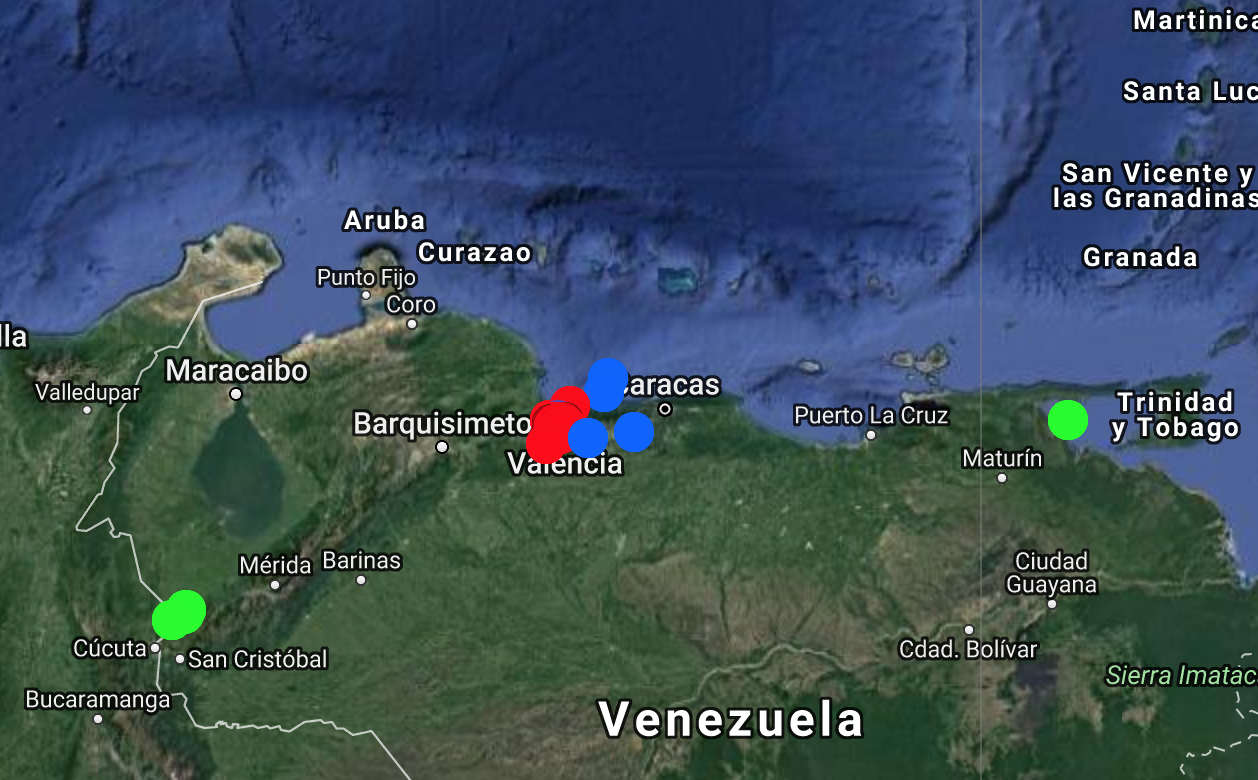 Martinica
Santa Luc
San Vicente y
las Granadinas
Aruba
Curazao
Granada
Punto Fijo
Coro
lla
Maracaibo
Valledupar
Caracas
Barquisimeto
Puerto La Cruz
Trinidad
y Tobago
Valencia
Maturín
Mérida
Barinas
Ciudad
Guayana
Cúcuta
San Cristóbal
Cdad. Bolívar
Sierra Imatac
Bucaramanga
Venezuela